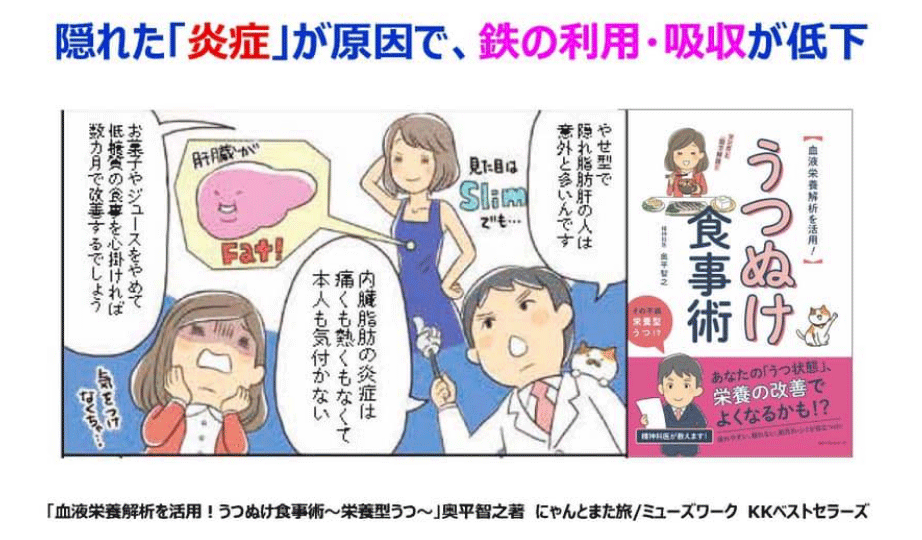 隠れた「炎症」が原因で、鉄の利用・吸収が低下
やせ型で
隠れ脂肪肝の人は
意外と多いんです
見た目は
Slim
でも…
肝臓が
Fat!
内臓脂肪の炎症は
痛くも熱くもなくて
本人も気付かない
お菓子やジュースをやめて
低糖質の食事を心掛ければ
数カ月で改善するでしょう
気をつけ
なくちゃ…
【血液栄養解析を活用！】
うつぬけ
食事術
精神科医 奥平智之
その不調
栄養型
うつ!?
あなたの「うつ状態」、
栄養の改善で
よくなるかも!?
精神科医が教えます！
「血液栄養解析を活用！うつぬけ食事術～栄養型うつ～」奥平智之著 にゃんとまた旅/ミューズワーク KKベストセラーズ